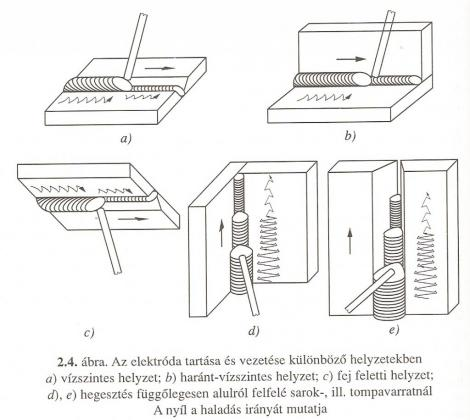 a)
b)
c)
d)
e)
2.4. ábra. Az elektróda tartása és vezetése különböző helyzetekben
a) vízszintes helyzet; b) haránt-vízszintes helyzet; c) fej feletti helyzet;
d), e) hegesztés függőlegesen alulról felfelé sarok-, ill. tompavarratnál
A nyíl a haladás irányát mutatja